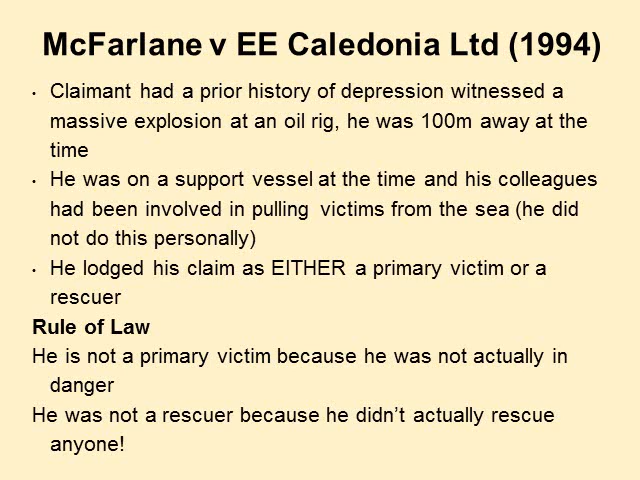 McFarlane v EE Caledonia Ltd (1994)
• Claimant had a prior history of depression witnessed a
massive explosion at an oil rig, he was 100m away at the
time
• He was on a support vessel at the time and his colleagues
had been involved in pulling  victims from the sea (he did
not do this personally)
• He lodged his claim as EITHER a primary victim or a
rescuer
Rule of Law
He is not a primary victim because he was not actually in
danger
He was not a rescuer because he didn’t actually rescue
anyone!